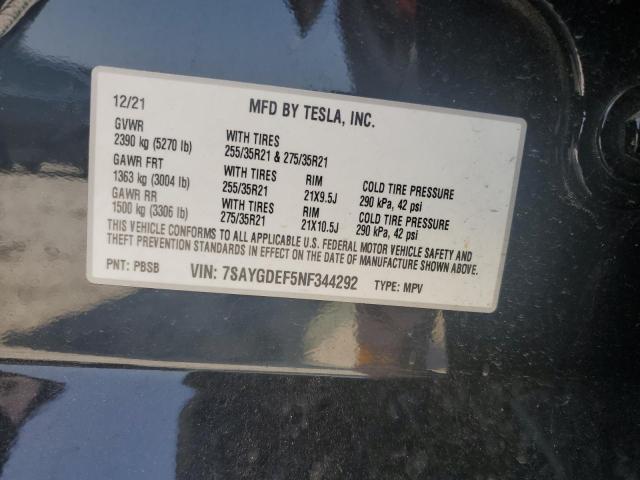 12/21 MFD BY TESLA, INC.
GVWR
2390 kg (5270 lb) WITH TIRES 255/35R21 & 275/35R21
GAWR FRT
1363 kg (3004 lb) WITH TIRES 255/35R21 RIM 21X9.5J COLD TIRE PRESSURE 290 kPa, 42 psi
GAWR RR
1500 kg (3306 lb) WITH TIRES 275/35R21 RIM 21X10.5J COLD TIRE PRESSURE 290 kPa, 42 psi
THIS VEHICLE CONFORMS TO ALL APPLICABLE U.S. FEDERAL MOTOR VEHICLE SAFETY AND
THEFT PREVENTION STANDARDS IN EFFECT ON THE DATE OF MANUFACTURE SHOWN ABOVE.
PNT: PBSB VIN: 7SAYGDEF5NF344292 TYPE: MPV